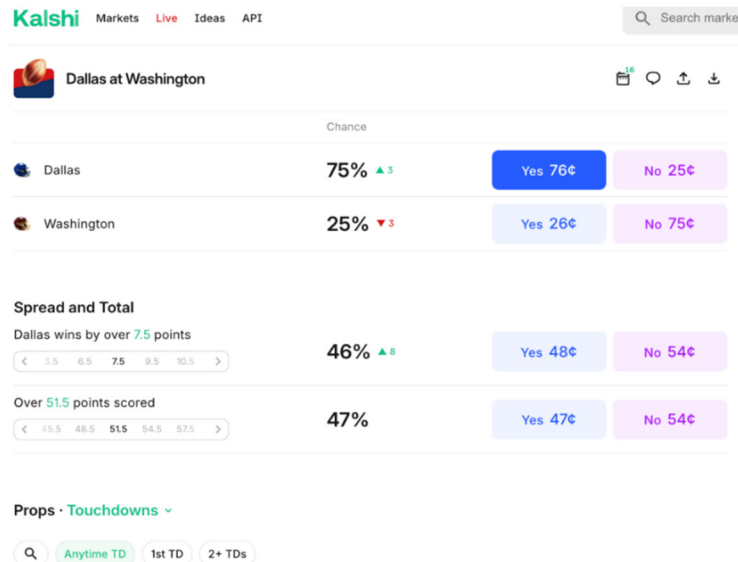 Kalshi Markets Live Ideas API Search marke
Dallas at Washington 16
Chance
Dallas 75% ▲ 3 Yes 76¢ No 25¢
Washington 25% ▼ 3 Yes 26¢ No 75¢
Spread and Total
Dallas wins by over 7.5 points
46% ▲ 8 Yes 48¢ No 54¢
< 3.5 6.5 7.5 9.5 10.5 >
Over 51.5 points scored
47% Yes 47¢ No 54¢
< 45.5 48.5 51.5 54.5 57.5 >
Props · Touchdowns
Anytime TD 1st TD 2+ TDs